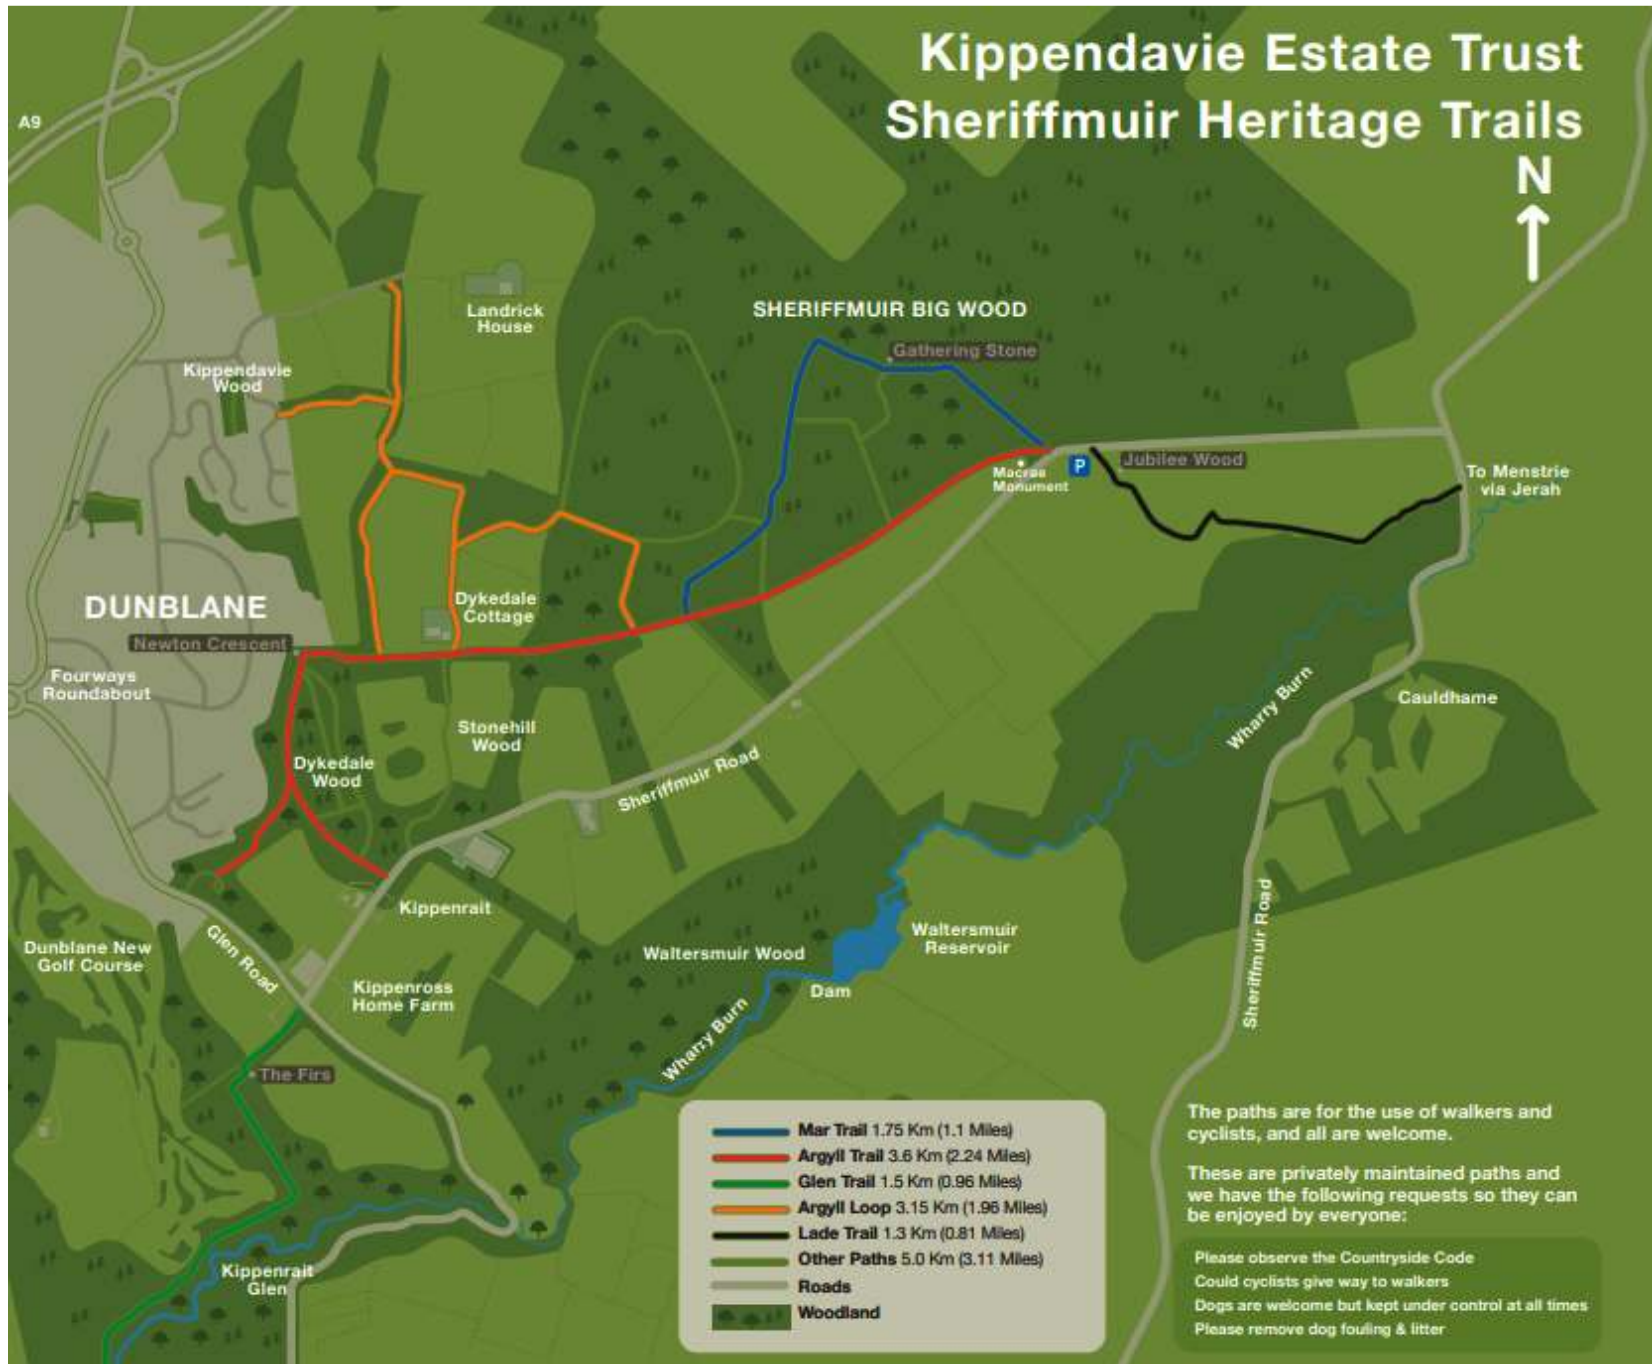 Kippendavie Estate Trust
Sheriffmuir Heritage Trails
N
A9
Landrick
House
SHERIFFMUIR BIG WOOD
Gathering Stone
Kippendavie
Wood
Macrae
Monument
P
Jubilee Wood
To Menstrie
via Jerah
DUNBLANE
Newton Crescent
Dykedale
Cottage
Fourways
Roundabout
Stonehill
Wood
Dykedale
Wood
Sheriffmuir Road
Wharry Burn
Cauldhame
Kippenrait
Glen Road
Dunblane New
Golf Course
Kippenross
Home Farm
Waltersmuir Wood
Waltersmuir
Reservoir
Dam
Wharry Burn
Sheriffmuir Road
The Firs
Kippenrait
Glen
Mar Trail 1.75 Km (1.1 Miles)
Argyll Trail 3.6 Km (2.24 Miles)
Glen Trail 1.5 Km (0.96 Miles)
Argyll Loop 3.15 Km (1.96 Miles)
Lade Trail 1.3 Km (0.81 Miles)
Other Paths 5.0 Km (3.11 Miles)
Roads
Woodland
The paths are for the use of walkers and
cyclists, and all are welcome.
These are privately maintained paths and
we have the following requests so they can
be enjoyed by everyone:
Please observe the Countryside Code
Could cyclists give way to walkers
Dogs are welcome but kept under control at all times
Please remove dog fouling & litter